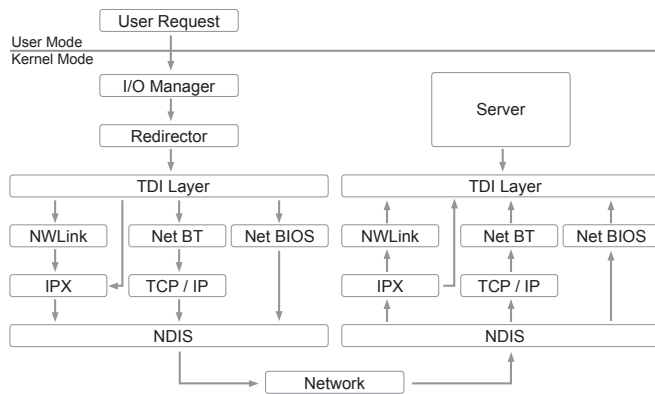 User Request
User Mode
Kernel Mode
I/O Manager
Redirector
Server
TDI Layer
TDI Layer
NWLink
Net BT
Net BIOS
NWLink
Net BT
Net BIOS
IPX
TCP / IP
IPX
TCP / IP
NDIS
NDIS
Network